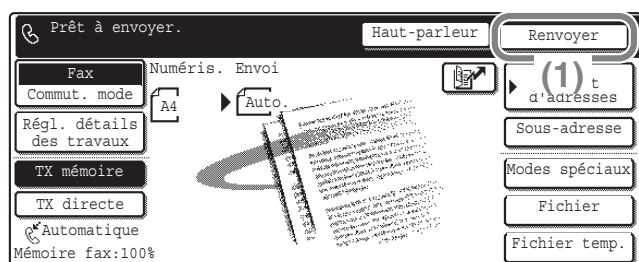 Prêt à envoyer.
Haut-parleur
Renvoyer
(1)
Fax
Commut. mode
Numéris.
Envoi
A4
Auto.
t
d'adresses
Régl. détails
des travaux
Sous-adresse
TX mémoire
Modes spéciaux
TX directe
Fichier
Automatique
Mémoire fax:100%
Fichier temp.